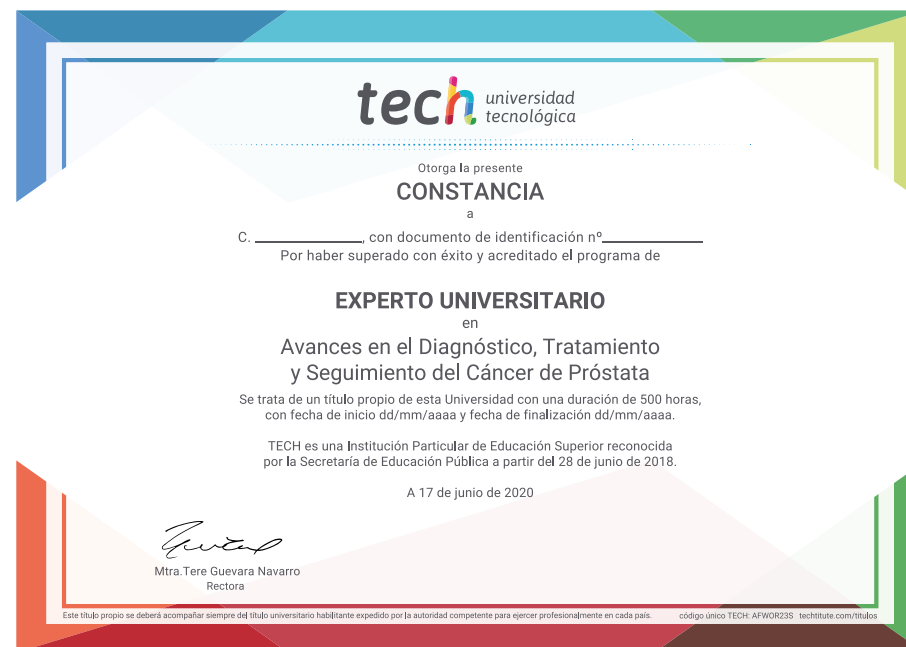 tech universidad
tecnológica
Otorga la presente
CONSTANCIA
a
C. ____________, con documento de identificación nº____________
Por haber superado con éxito y acreditado el programa de
EXPERTO UNIVERSITARIO
en
Avances en el Diagnóstico, Tratamiento
y Seguimiento del Cáncer de Próstata
Se trata de un título propio de esta Universidad con una duración de 500 horas,
con fecha de inicio dd/mm/aaaa y fecha de finalización dd/mm/aaaa.
TECH es una Institución Particular de Educación Superior reconocida
por la Secretaría de Educación Pública a partir del 28 de junio de 2018.
A 17 de junio de 2020
Mtra.Tere Guevara Navarro
Rectora
Este título propio se deberá acompañar siempre del título universitario habilitante expedido por la autoridad competente para ejercer profesionalmente en cada país. código único TECH: AFWOR23S techtitute.com/titulos